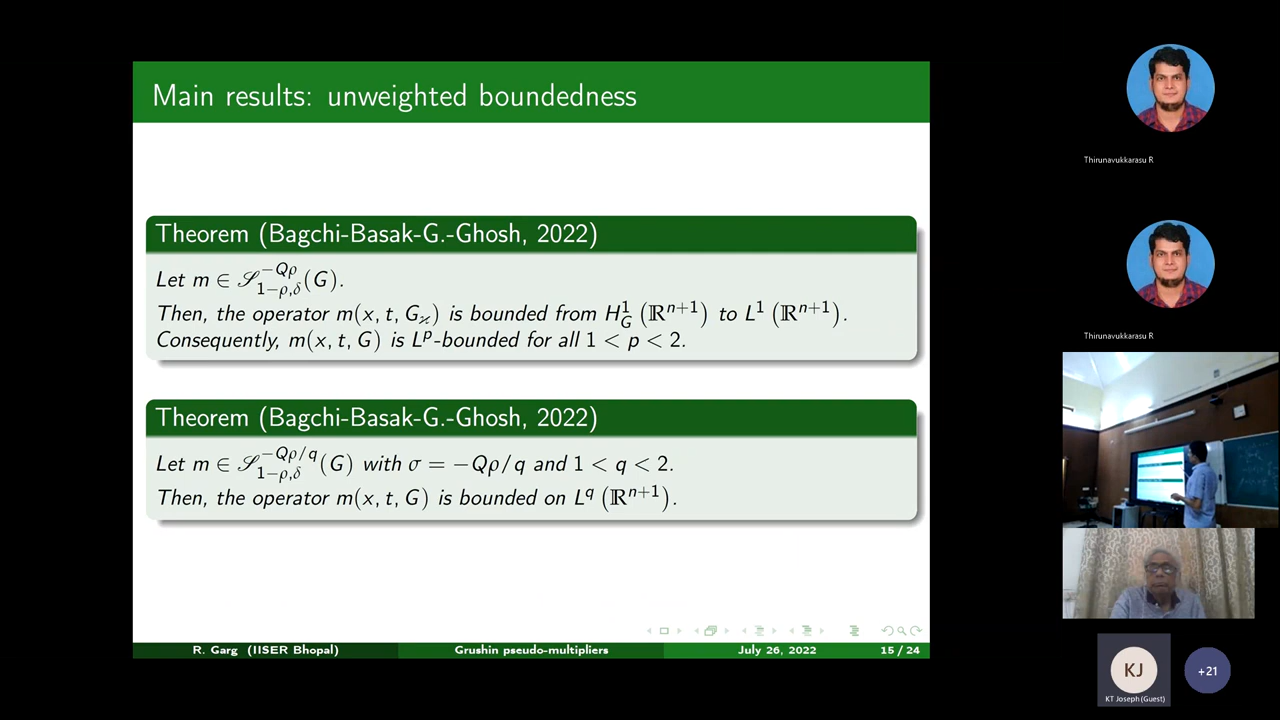 Main results: unweighted boundedness
Theorem (Bagchi-Basak-G.-Ghosh, 2022)
Let m ∈ 𝒮^{-Qρ}_{1-ρ,δ}(G).
Then, the operator m(x, t, G_ϰ) is bounded from H^1_G (ℝ^{n+1}) to L^1 (ℝ^{n+1}).
Consequently, m(x, t, G) is L^p-bounded for all 1 < p < 2.
Theorem (Bagchi-Basak-G.-Ghosh, 2022)
Let m ∈ 𝒮^{-Qρ/q}_{1-ρ,δ}(G) with σ = −Qρ/q and 1 < q < 2.
Then, the operator m(x, t, G) is bounded on L^q (ℝ^{n+1}).
R. Garg (IISER Bhopal)
Grushin pseudo-multipliers
July 26, 2022
15 / 24
Thirunavukkarasu R
Thirunavukkarasu R
KJ
KT Joseph (Guest)
+21